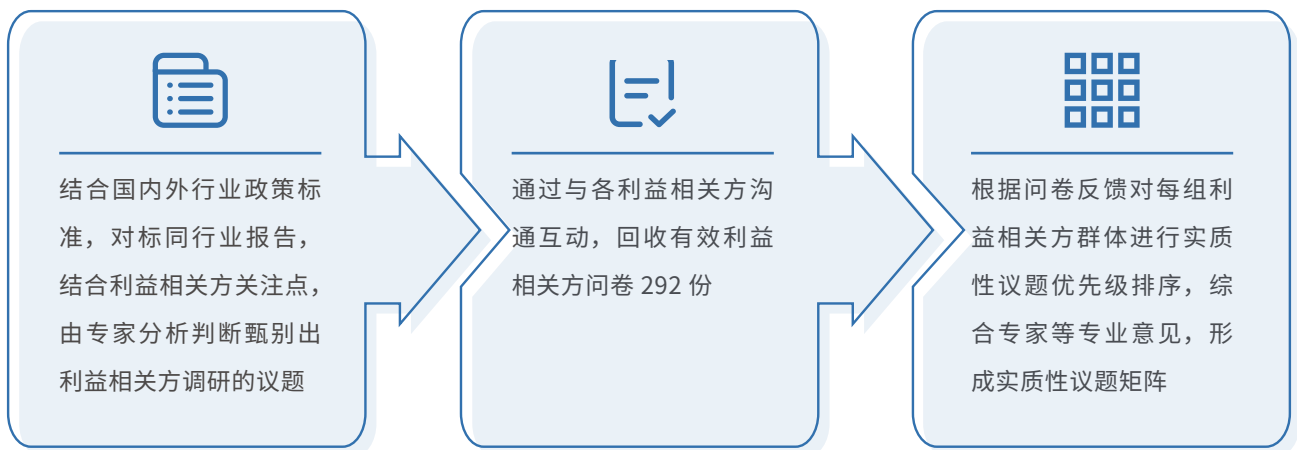 结合国内外行业政策标
准，对标同行业报告，
结合利益相关方关注点，
由专家分析判断甄别出
利益相关方调研的议题
通过与各利益相关方沟
通互动，回收有效利益
相关方问卷 292 份
根据问卷反馈对每组利
益相关方群体进行实质
性议题优先级排序，综
合专家等专业意见，形
成实质性议题矩阵